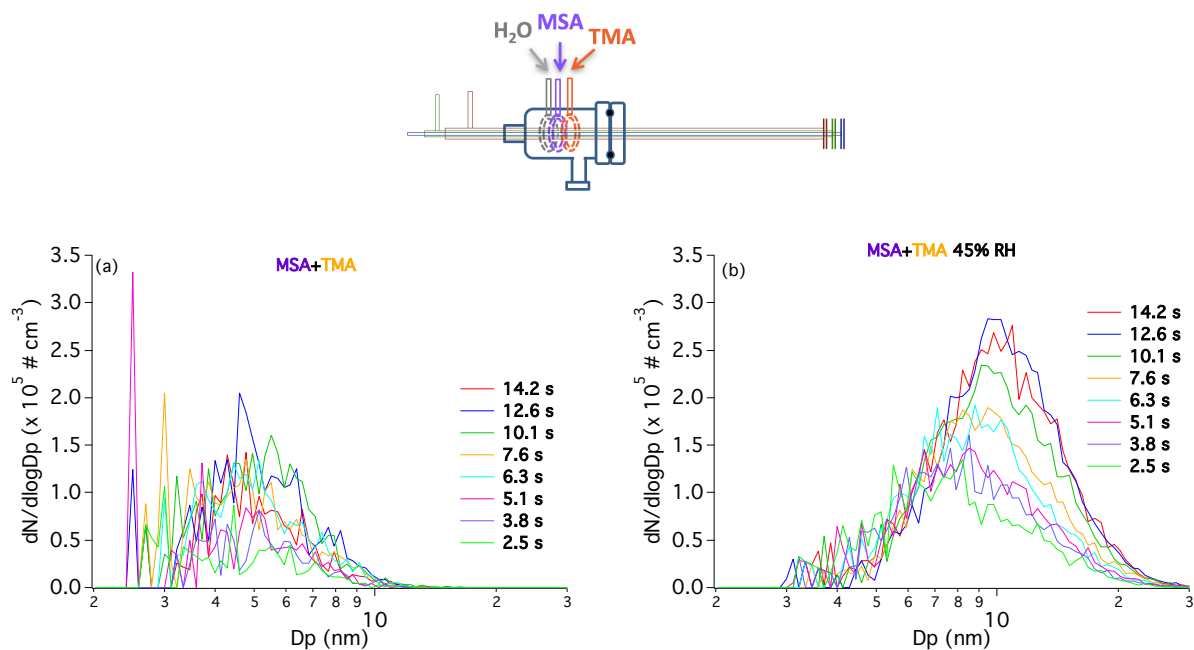 H₂O MSA TMA
(a) MSA+TMA
3.5
3.0
2.5
2.0
1.5
1.0
0.5
0.0
dN/dlogDp (x 10⁵ # cm⁻³)
14.2 s
12.6 s
10.1 s
7.6 s
6.3 s
5.1 s
3.8 s
2.5 s
2 3 4 5 6 7 8 9 10 2 3
Dp (nm)
(b) MSA+TMA 45% RH
3.5
3.0
2.5
2.0
1.5
1.0
0.5
0.0
dN/dlogDp (x 10⁵ # cm⁻³)
14.2 s
12.6 s
10.1 s
7.6 s
6.3 s
5.1 s
3.8 s
2.5 s
2 3 4 5 6 7 8 9 10 2 3
Dp (nm)